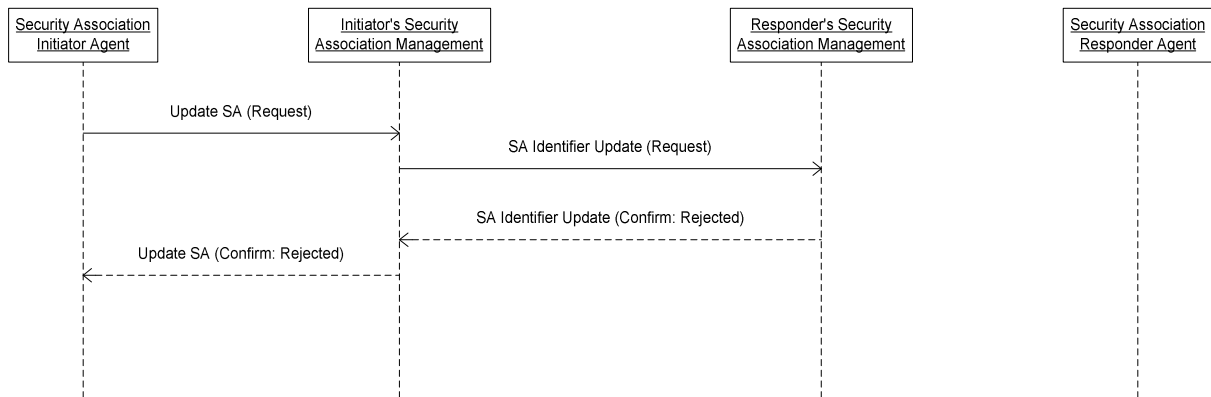 Security Association
Initiator Agent
Initiator's Security
Association Management
Responder's Security
Association Management
Security Association
Responder Agent
Update SA (Request)
SA Identifier Update (Request)
SA Identifier Update (Confirm: Rejected)
Update SA (Confirm: Rejected)